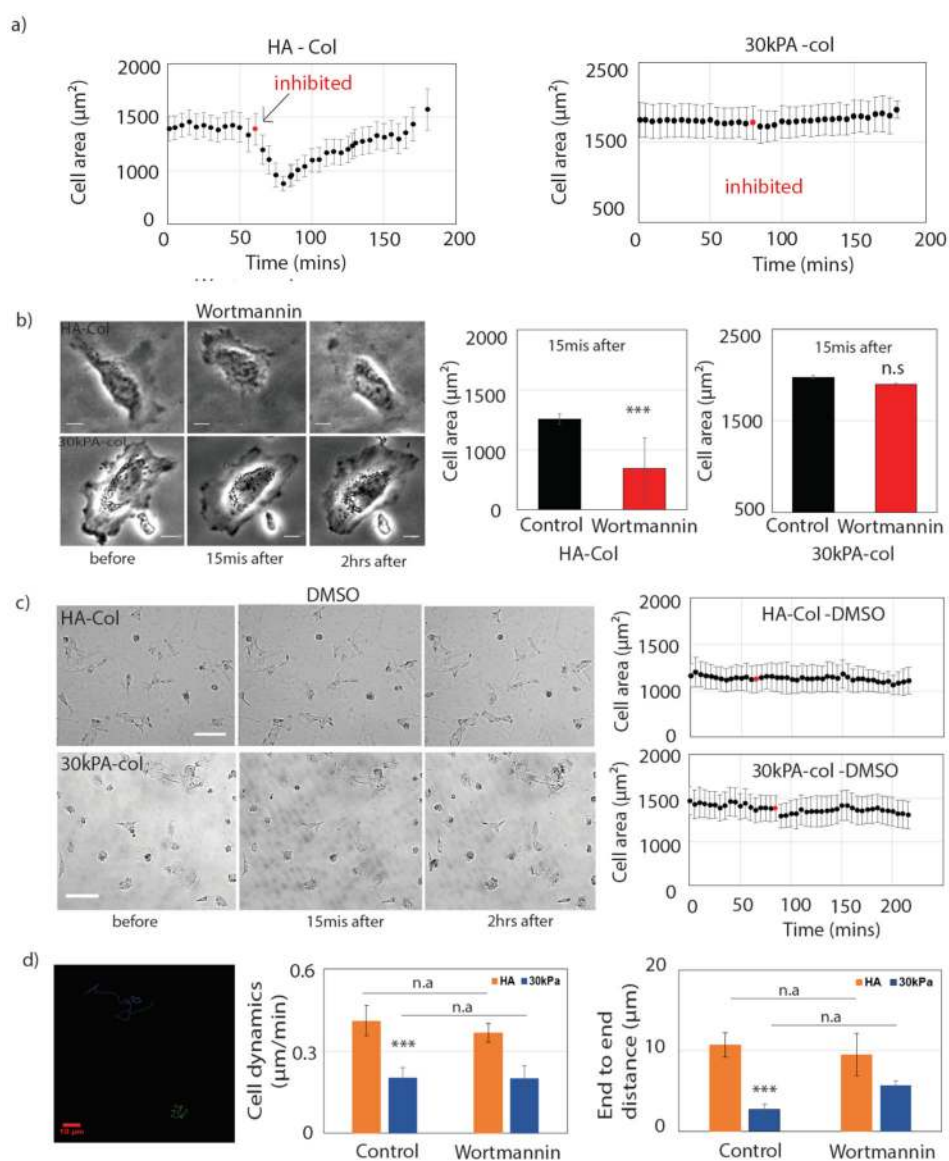 a)
HA - Col
30kPA -col
Cell area (µm²)
2000
1500
1000
0
inhibited
0
50
100
150
200
Time (mins)
Cell area (µm²)
2500
1500
500
inhibited
0
50
100
150
200
Time (mins)
b)
Wortmannin
HA-Col
30kPA-col
before
15mis after
2hrs after
Cell area (µm²)
2000
1000
0
15mis after
***
Control
Wortmannin
HA-Col
Cell area (µm²)
2500
1500
500
15mis after
n.s
Control
Wortmannin
30kPA-col
c)
DMSO
HA-Col
30kPA-col
before
15mis after
2hrs after
HA-Col -DMSO
Cell area (µm²)
2000
1500
1000
0
30kPA-col -DMSO
Cell area (µm²)
2000
1500
1000
0
0
50
100
150
200
Time (mins)
d)
10 µm
Cell dynamics
(µm/min)
0.6
0.3
0
HA
30kPa
n.a
n.a
***
Control
Wortmannin
End to end
distance (µm)
20
10
0
HA
30kPa
n.a
n.a
***
Control
Wortmannin